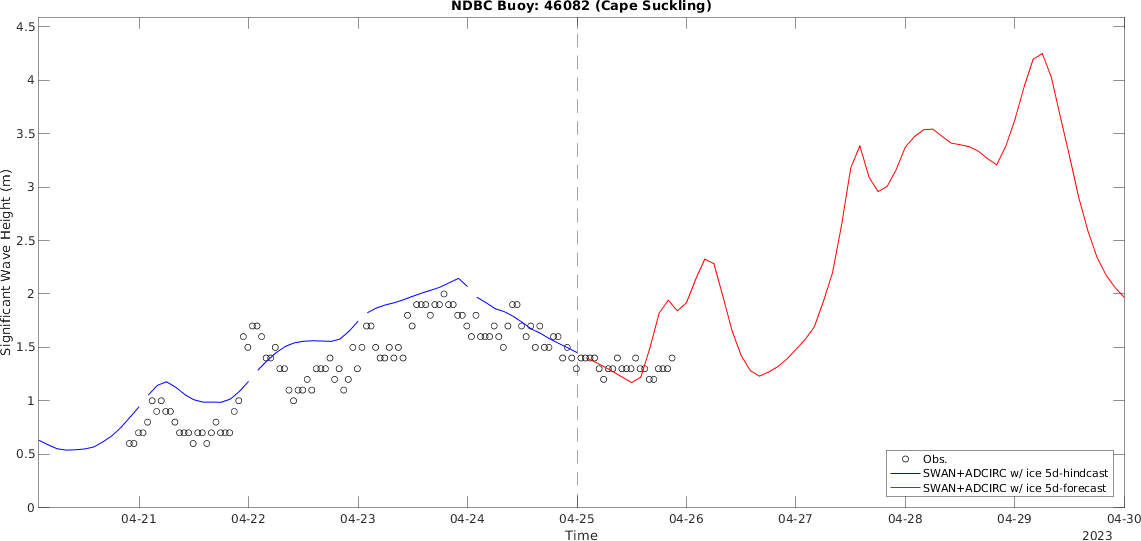 NDBC Buoy: 46082 (Cape Suckling)
4.5
4
3.5
3
2.5
2
1.5
1
0.5
0
Significant Wave Height (m)
Obs.
SWAN+ADCIRC w/ ice 5d-hindcast
SWAN+ADCIRC w/ ice 5d-forecast
04-21 04-22 04-23 04-24 04-25 04-26 04-27 04-28 04-29 04-30
Time
2023